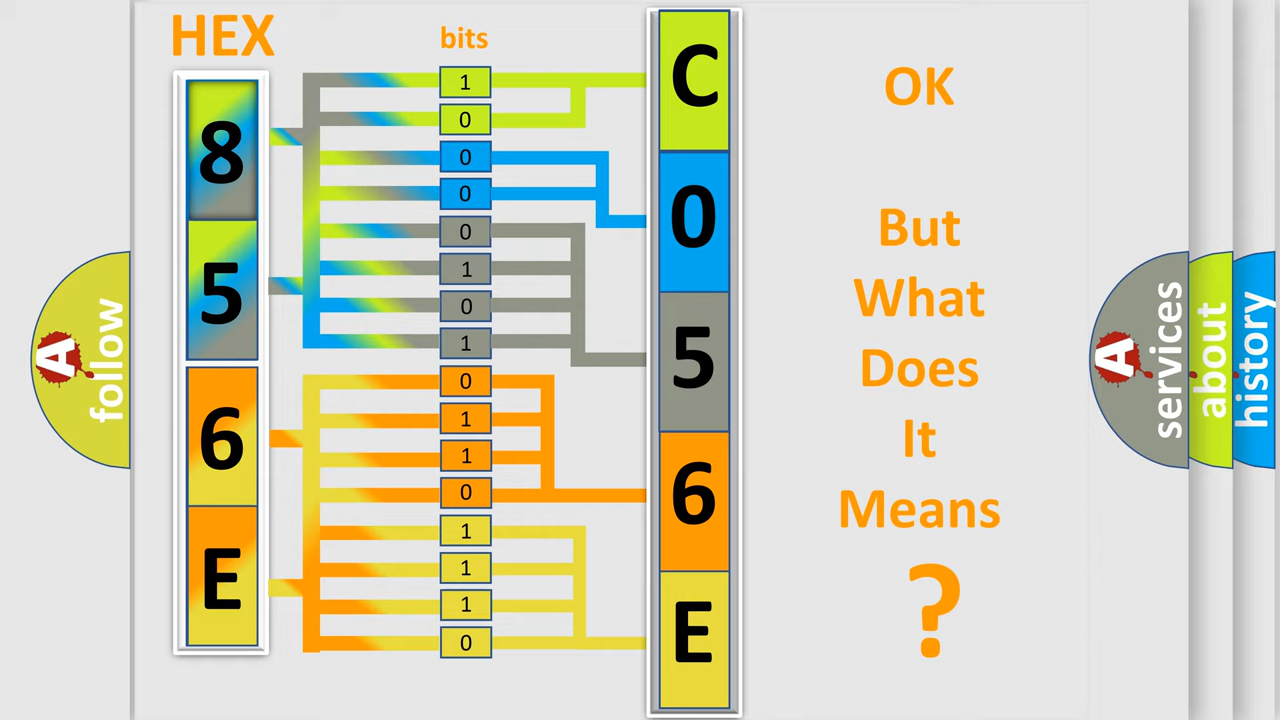 HEX
8
5
6
E
bits
1
0
0
0
0
1
0
1
0
1
1
0
1
1
1
0
C
0
5
6
E
OK
But
What
Does
It
Means
?
A
follow
A
services
about
history